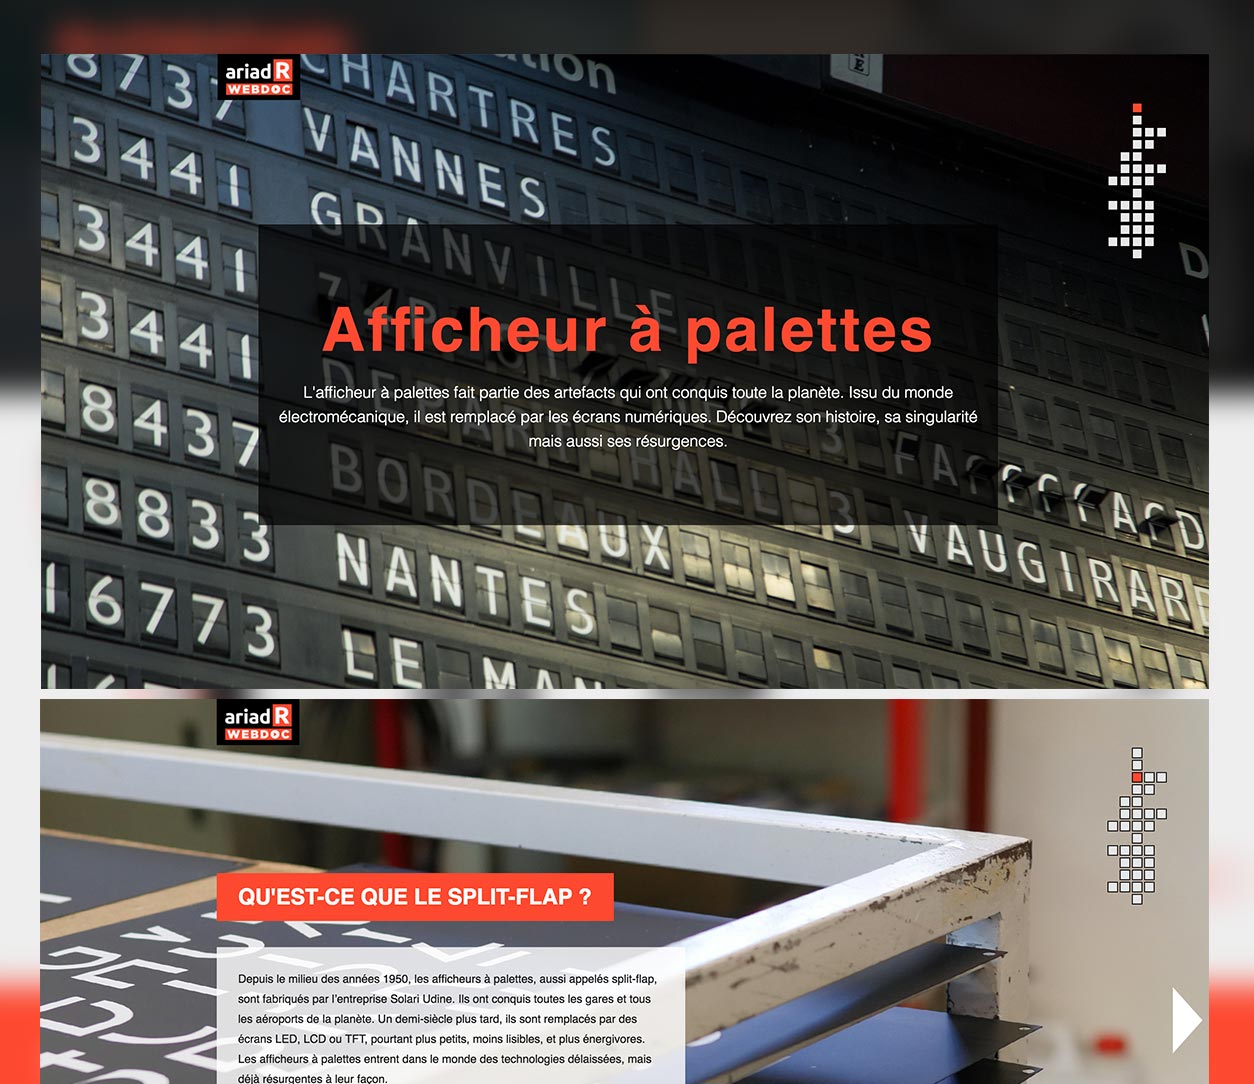 ariadR
WEBDOC
8737 CHARTRES
3441 VANNES
3441 GRANVILLE
3441
8437
HALL 3
8833 BORDEAUX 3 VAUGIRARD
16773 NANTES
LE MAN
Afficheur à palettes
L'afficheur à palettes fait partie des artefacts qui ont conquis toute la planète. Issu du monde
électromécanique, il est remplacé par les écrans numériques. Découvrez son histoire, sa singularité
mais aussi ses résurgences.
ariadR
WEBDOC
QU'EST-CE QUE LE SPLIT-FLAP ?
Depuis le milieu des années 1950, les afficheurs à palettes, aussi appelés split-flap,
sont fabriqués par l'entreprise Solari Udine. Ils ont conquis toutes les gares et tous
les aéroports de la planète. Un demi-siècle plus tard, ils sont remplacés par des
écrans LED, LCD ou TFT, pourtant plus petits, moins lisibles, et plus énergivores.
Les afficheurs à palettes entrent dans le monde des technologies délaissées, mais
déjà résurgentes à leur façon.